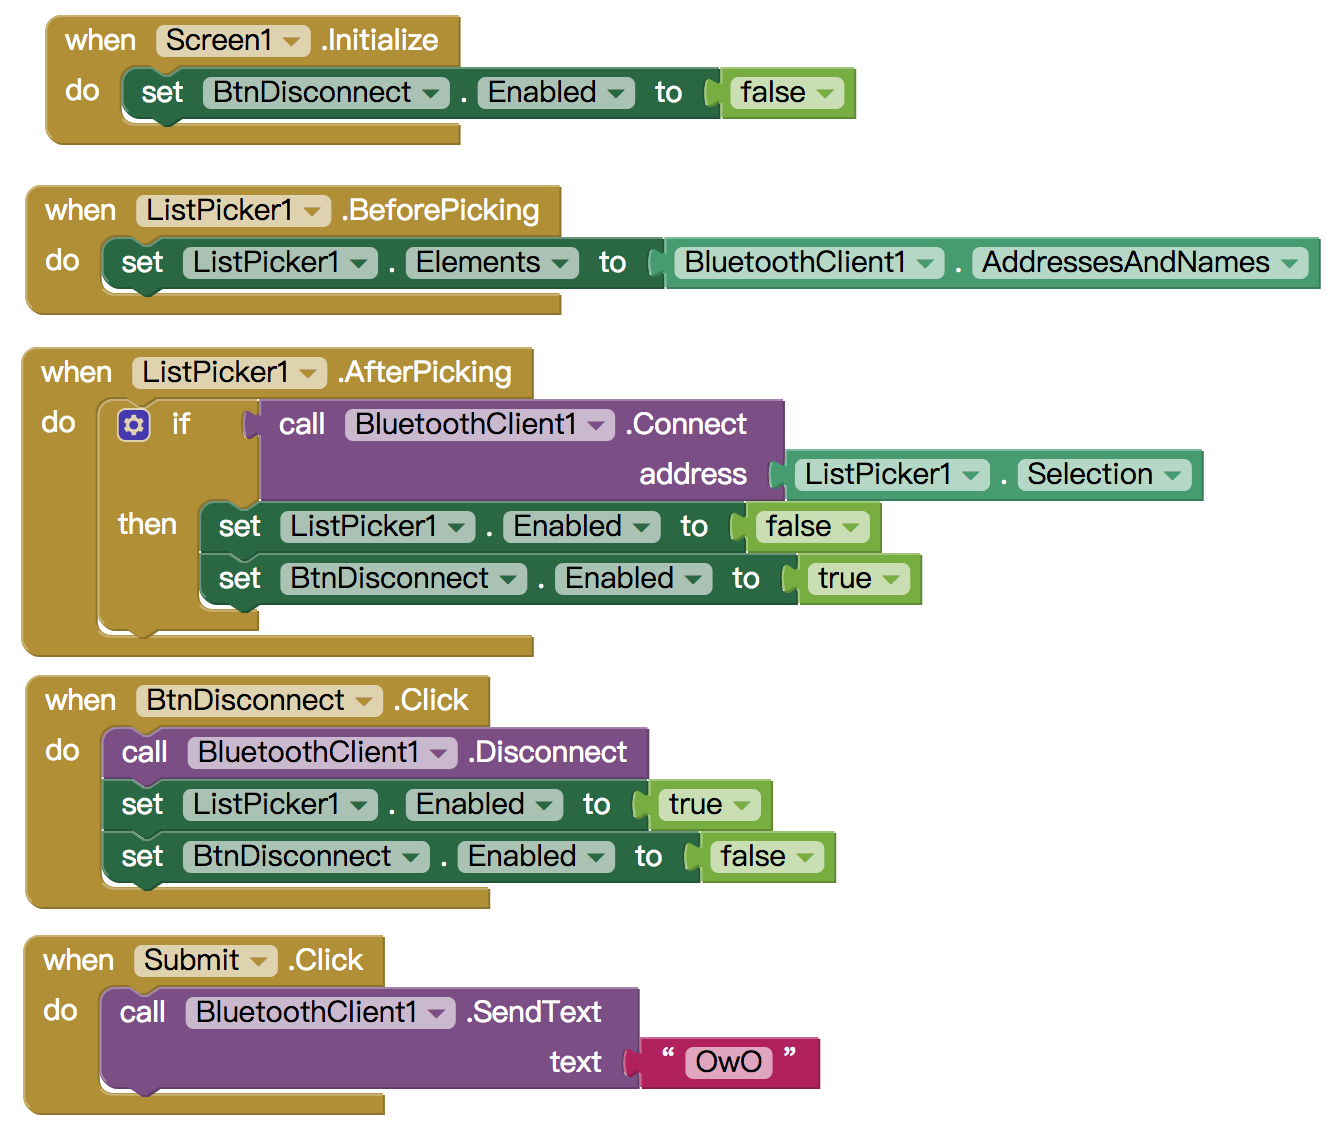 when Screen1 .Initialize
do set BtnDisconnect . Enabled to false
when ListPicker1 .BeforePicking
do set ListPicker1 . Elements to BluetoothClient1 . AddressesAndNames
when ListPicker1 .AfterPicking
do if call BluetoothClient1 .Connect
address ListPicker1 . Selection
then set ListPicker1 . Enabled to false
set BtnDisconnect . Enabled to true
when BtnDisconnect .Click
do call BluetoothClient1 .Disconnect
set ListPicker1 . Enabled to true
set BtnDisconnect . Enabled to false
when Submit .Click
do call BluetoothClient1 .SendText
text “ OwO ”